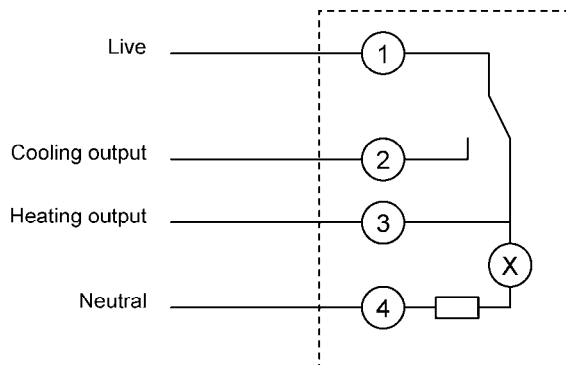 Live 1
Cooling output 2
Heating output 3
X
Neutral 4